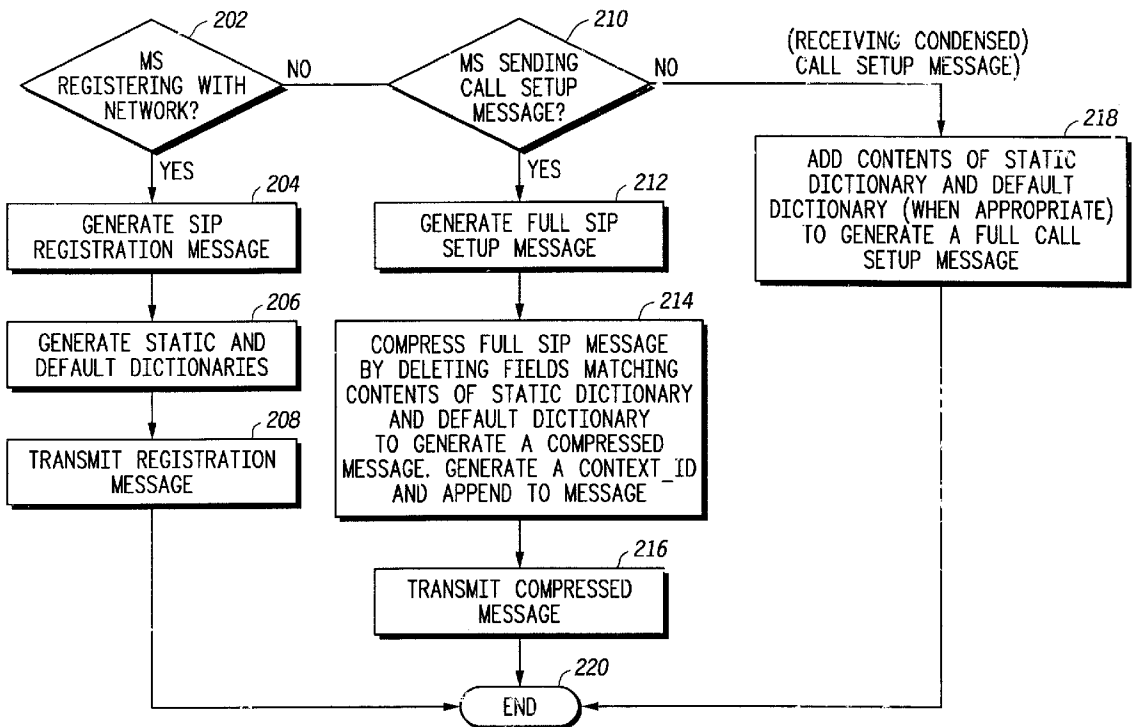 202
MS
REGISTERING WITH
NETWORK?
NO
YES
204
GENERATE SIP
REGISTRATION MESSAGE
206
GENERATE STATIC AND
DEFAULT DICTIONARIES
208
TRANSMIT REGISTRATION
MESSAGE
210
MS SENDING
CALL SETUP
MESSAGE?
NO
YES
212
GENERATE FULL SIP
SETUP MESSAGE
214
COMPRESS FULL SIP MESSAGE
BY DELETING FIELDS MATCHING
CONTENTS OF STATIC DICTIONARY
AND DEFAULT DICTIONARY
TO GENERATE A COMPRESSED
MESSAGE. GENERATE A CONTEXT_ID
AND APPEND TO MESSAGE
216
TRANSMIT COMPRESSED
MESSAGE
(RECEIVING CONDENSED)
CALL SETUP MESSAGE)
218
ADD CONTENTS OF STATIC
DICTIONARY AND DEFAULT
DICTIONARY (WHEN APPROPRIATE)
TO GENERATE A FULL CALL
SETUP MESSAGE
220
END